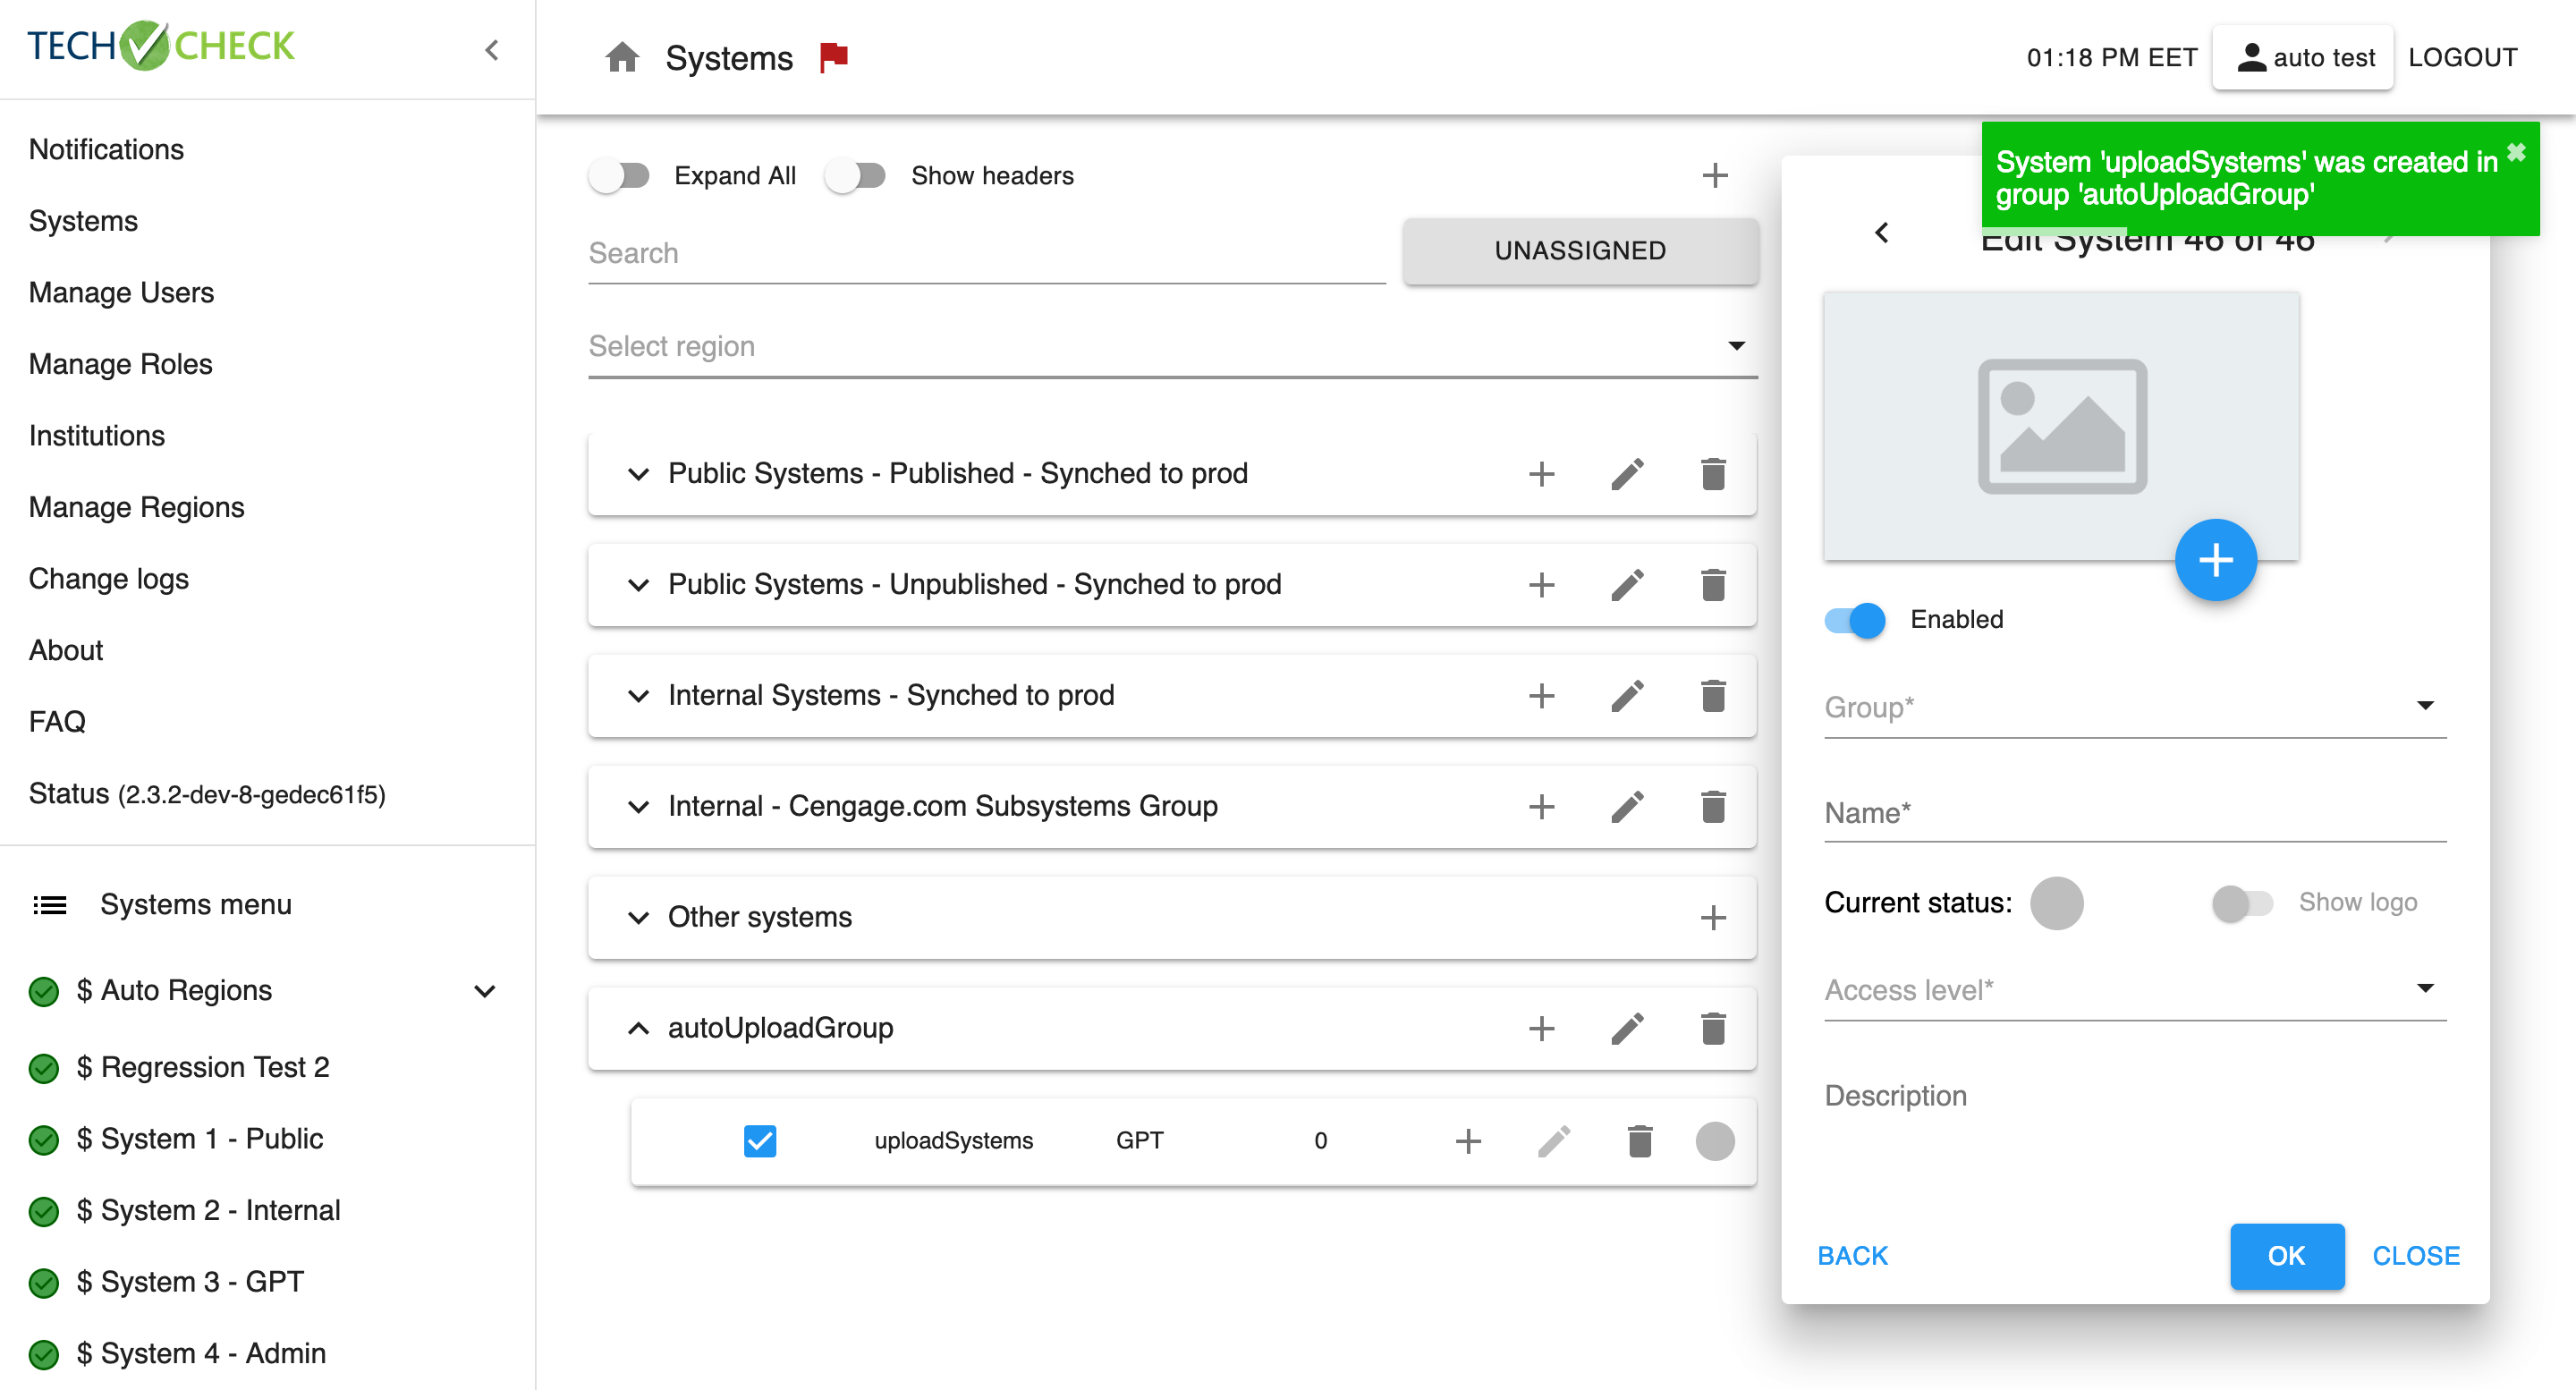 TECH CHECK
Notifications
Systems
Manage Users
Manage Roles
Institutions
Manage Regions
Change logs
About
FAQ
Status (2.3.2-dev-8-gedec61f5)
Systems menu
$ Auto Regions
$ Regression Test 2
$ System 1 - Public
$ System 2 - Internal
$ System 3 - GPT
$ System 4 - Admin
Systems
01:18 PM EET
auto test
LOGOUT
Expand All
Show headers
Search
UNASSIGNED
Select region
Public Systems - Published - Synched to prod
Public Systems - Unpublished - Synched to prod
Internal Systems - Synched to prod
Internal - Cengage.com Subsystems Group
Other systems
autoUploadGroup
uploadSystems GPT 0
System 'uploadSystems' was created in
group 'autoUploadGroup'
Edit System 46 of 46
Enabled
Group*
Name*
Current status:
Show logo
Access level*
Description
BACK
OK
CLOSE